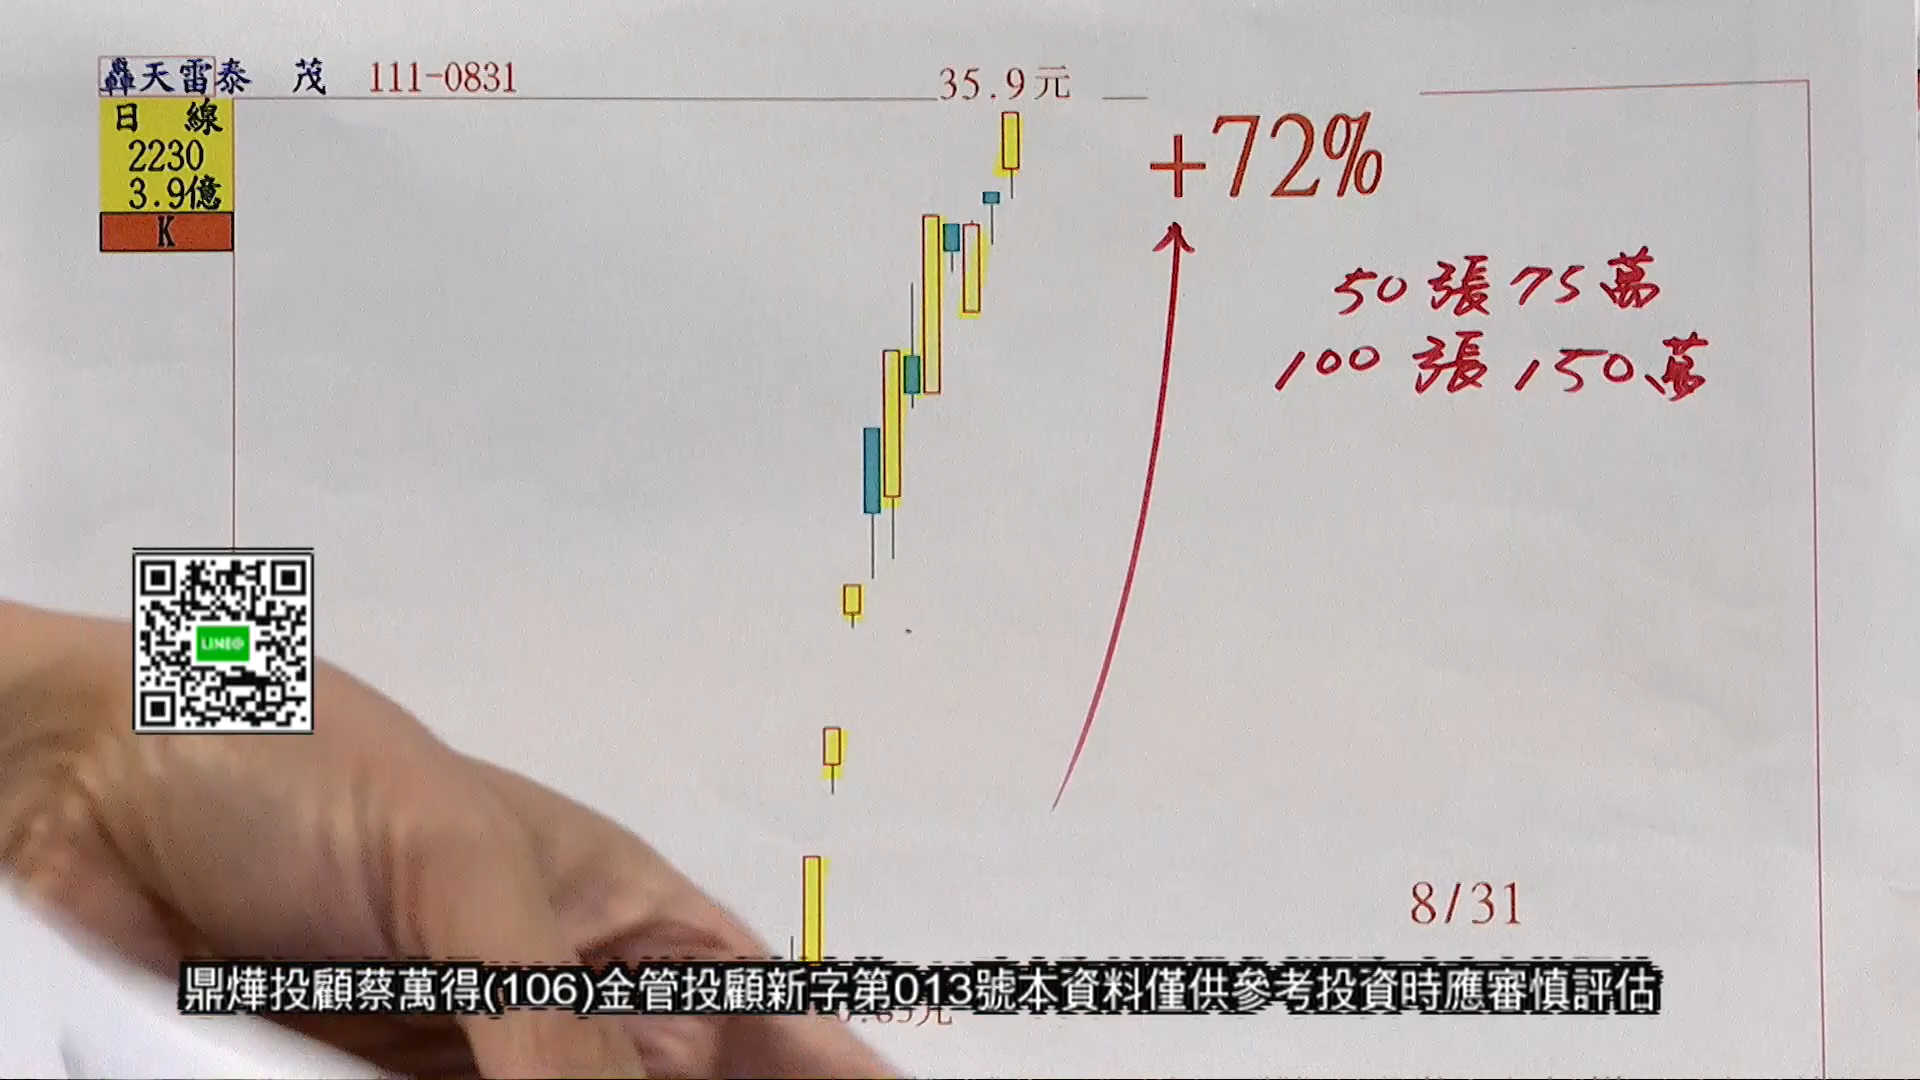 轟天雷泰 茂 111-0831
35.9元
日 線
2230
3.9億
K
+72%
50張75萬
100張150萬
LINE@
8/31
鼎燁投顧蔡萬得(106)金管投顧新字第013號本資料僅供參考投資時應審慎評估